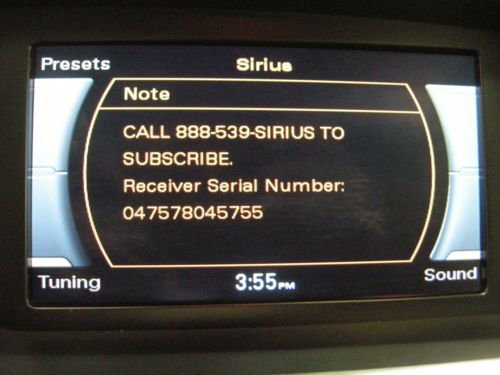 Presets
Sirius
Note
CALL 888-539-SIRIUS TO
SUBSCRIBE.
Receiver Serial Number:
047578045755
Tuning
3:55PM
Sound